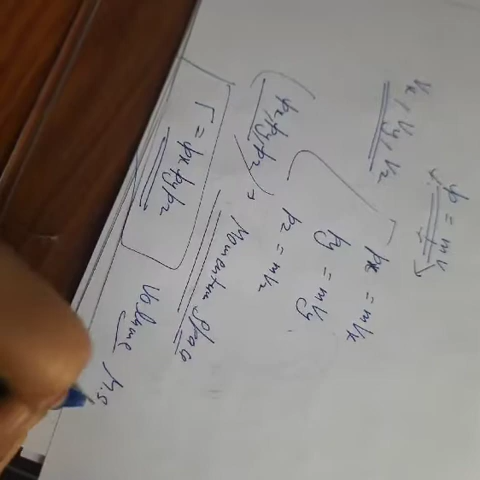 Vx, Vy, Vz
p = mv
px = mVx
py = mVy
pz = mVz
(px, py, pz) →
Momentum Space
Γ = px py pz
Volume M.S